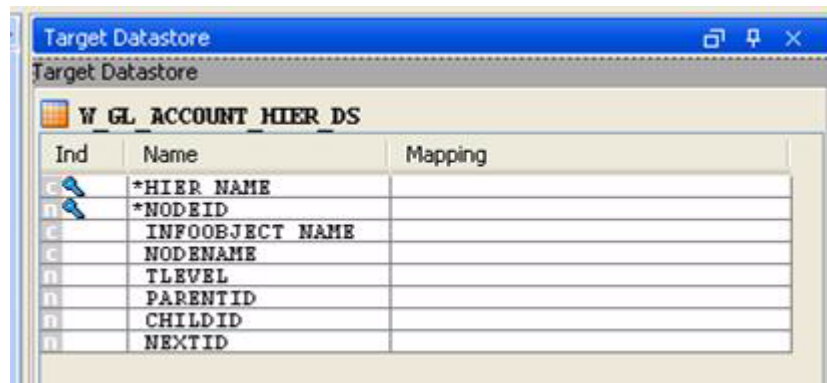 Target Datastore
Target Datastore
W_GL_ACCOUNT_HIER_DS
Ind Name Mapping
c *HIER_NAME
n *NODEID
c INFOOBJECT_NAME
c NODENAME
n TLEVEL
n PARENTID
n CHILDID
n NEXTID